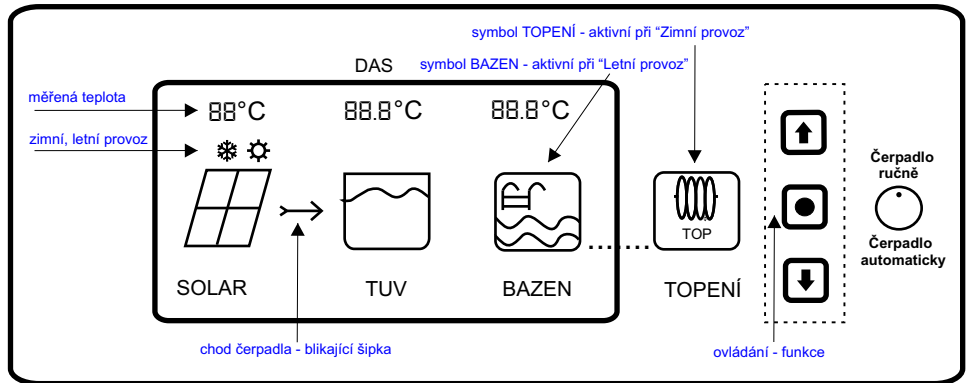 symbol TOPENÍ - aktivní při “Zimní provoz”
DAS
symbol BAZEN - aktivní při “Letní provoz”
měřená teplota
88°C
88.8°C
88.8°C
zimní, letní provoz
Čerpadlo
ručně
TOP
Čerpadlo
automaticky
SOLAR
TUV
BAZEN
TOPENÍ
chod čerpadla - blikající šipka
ovládání - funkce